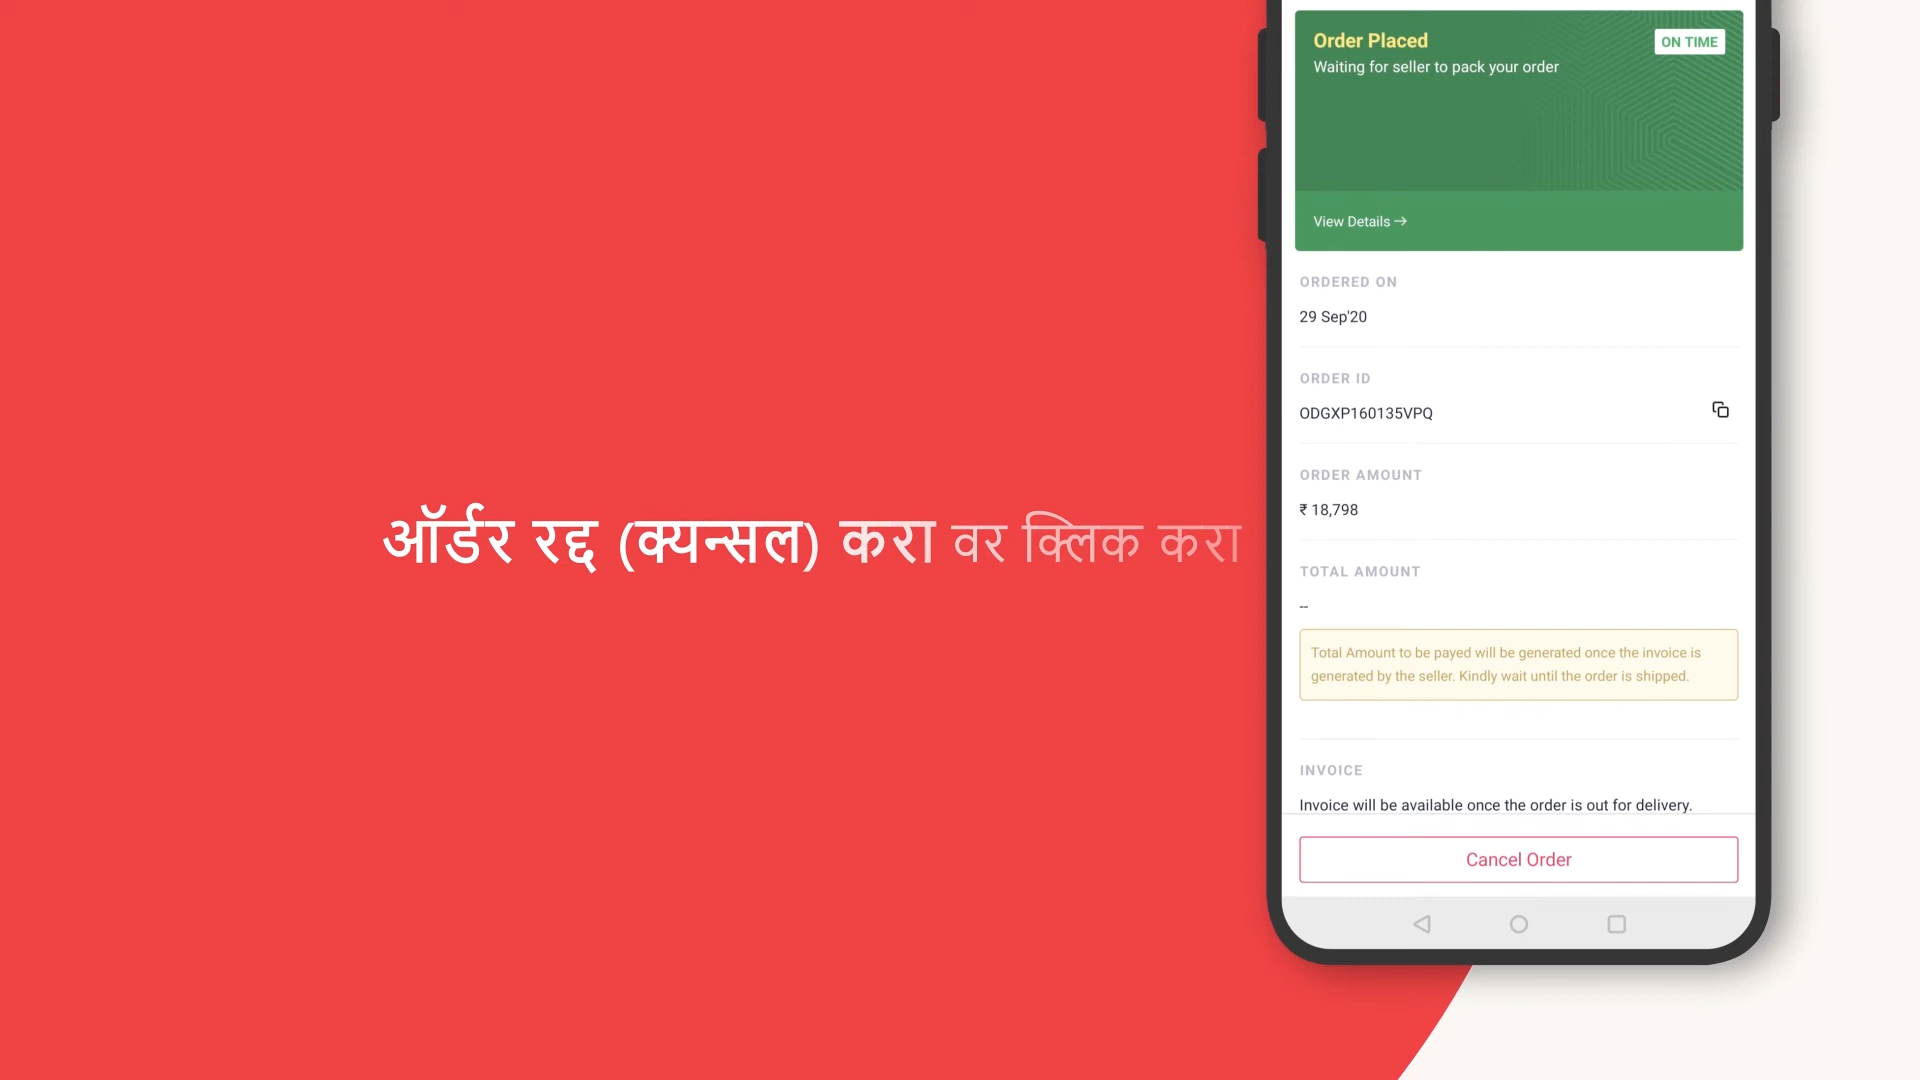 ऑर्डर रद्द (क्यन्सल) करा वर क्लिक करा
Order Placed
ON TIME
Waiting for seller to pack your order
View Details →
ORDERED ON
29 Sep'20
ORDER ID
ODGXP160135VPQ
ORDER AMOUNT
₹ 18,798
TOTAL AMOUNT
--
Total Amount to be payed will be generated once the invoice is
generated by the seller. Kindly wait until the order is shipped.
INVOICE
Invoice will be available once the order is out for delivery.
Cancel Order